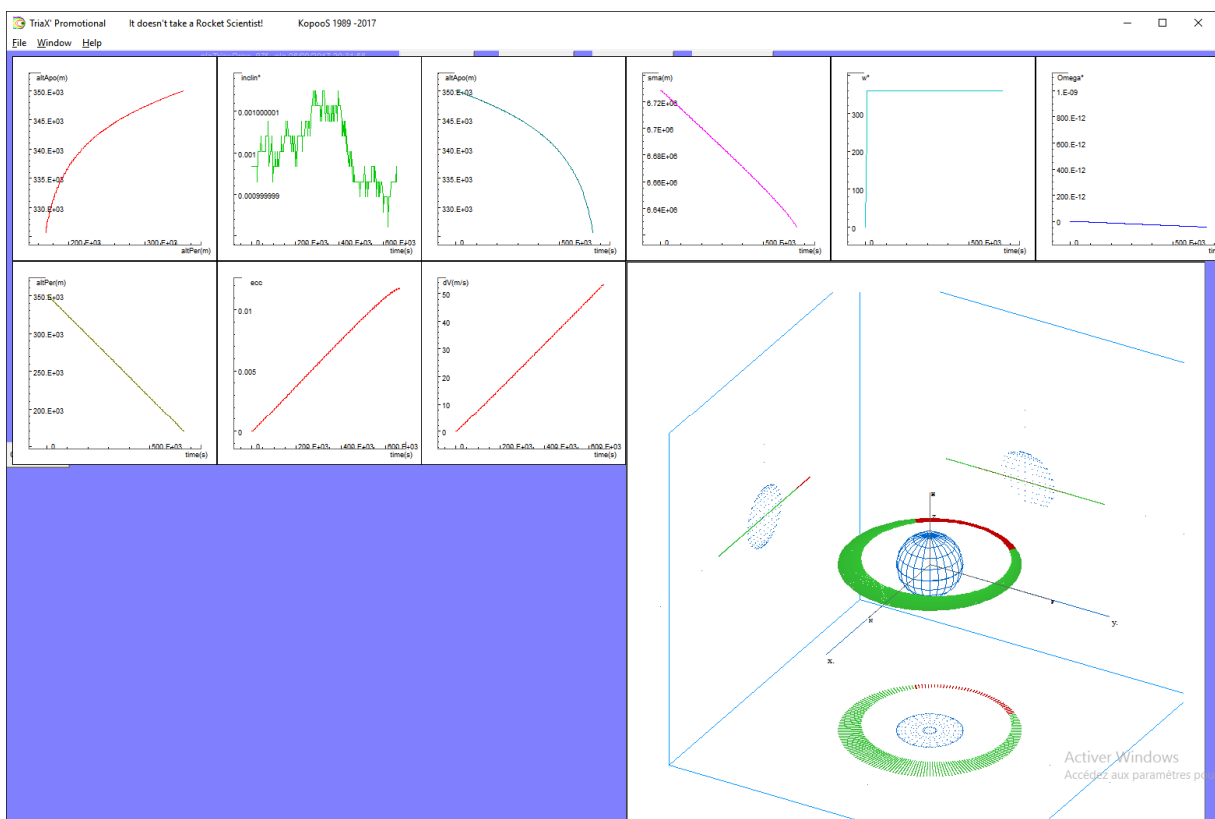 TriaX' Promotional It doesn't take a Rocket Scientist! KopooS 1989 -2017
File Window Help
altApo(m)
350.E+03
345.E+03
340.E+03
335.E+03
330.E+03
200.E+03 300.E+03
altPer(m)
inclin°
0.001000001
0.001
0.000999999
0 200.E+03 400.E+03 600.E+03
time(s)
altApo(m)
350.E+03
345.E+03
340.E+03
335.E+03
330.E+03
0 500.E+03
time(s)
sma(m)
6.72E+06
6.7E+06
6.68E+06
6.66E+06
6.64E+06
0 500.E+03
time(s)
w°
300
200
100
0
0 500.E+03
time(s)
Omega°
1.E-09
800.E-12
600.E-12
400.E-12
200.E-12
0
0 500.E+03
time(s)
altPer(m)
350.E+03
300.E+03
250.E+03
200.E+03
0 500.E+03
time(s)
ecc
0.01
0.005
0
0 200.E+03 400.E+03 600.E+03
time(s)
dV(m/s)
50
40
30
20
10
0
0 200.E+03 400.E+03 600.E+03
time(s)
y.
x.
Activer Windows
Accédez aux paramètres pou